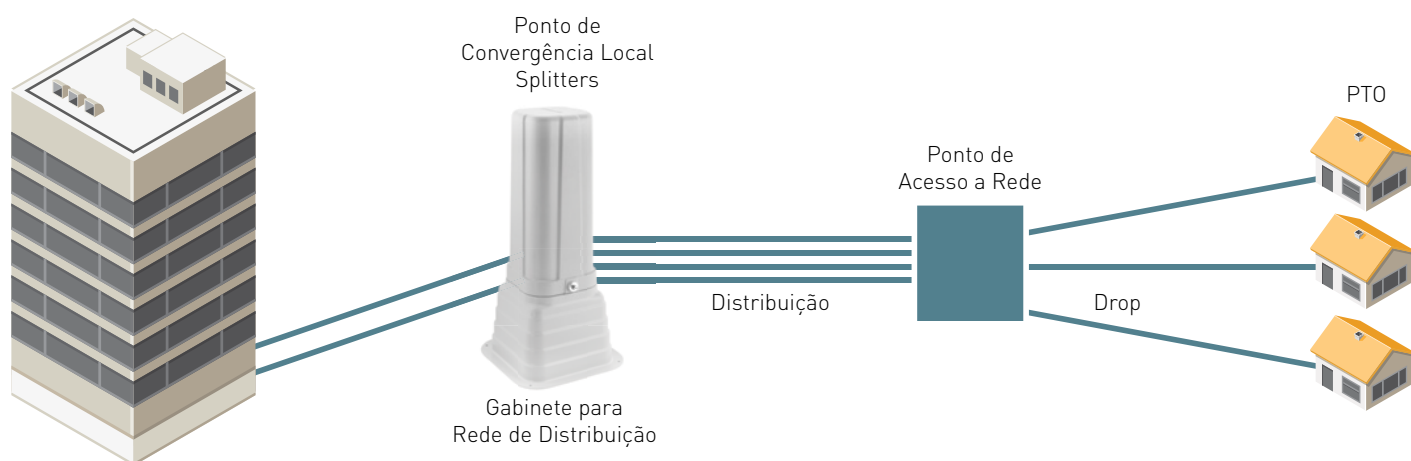 Ponto de
Convergência Local
Splitters
PTO
Ponto de
Acesso a Rede
Distribuição
Drop
Gabinete para
Rede de Distribuição